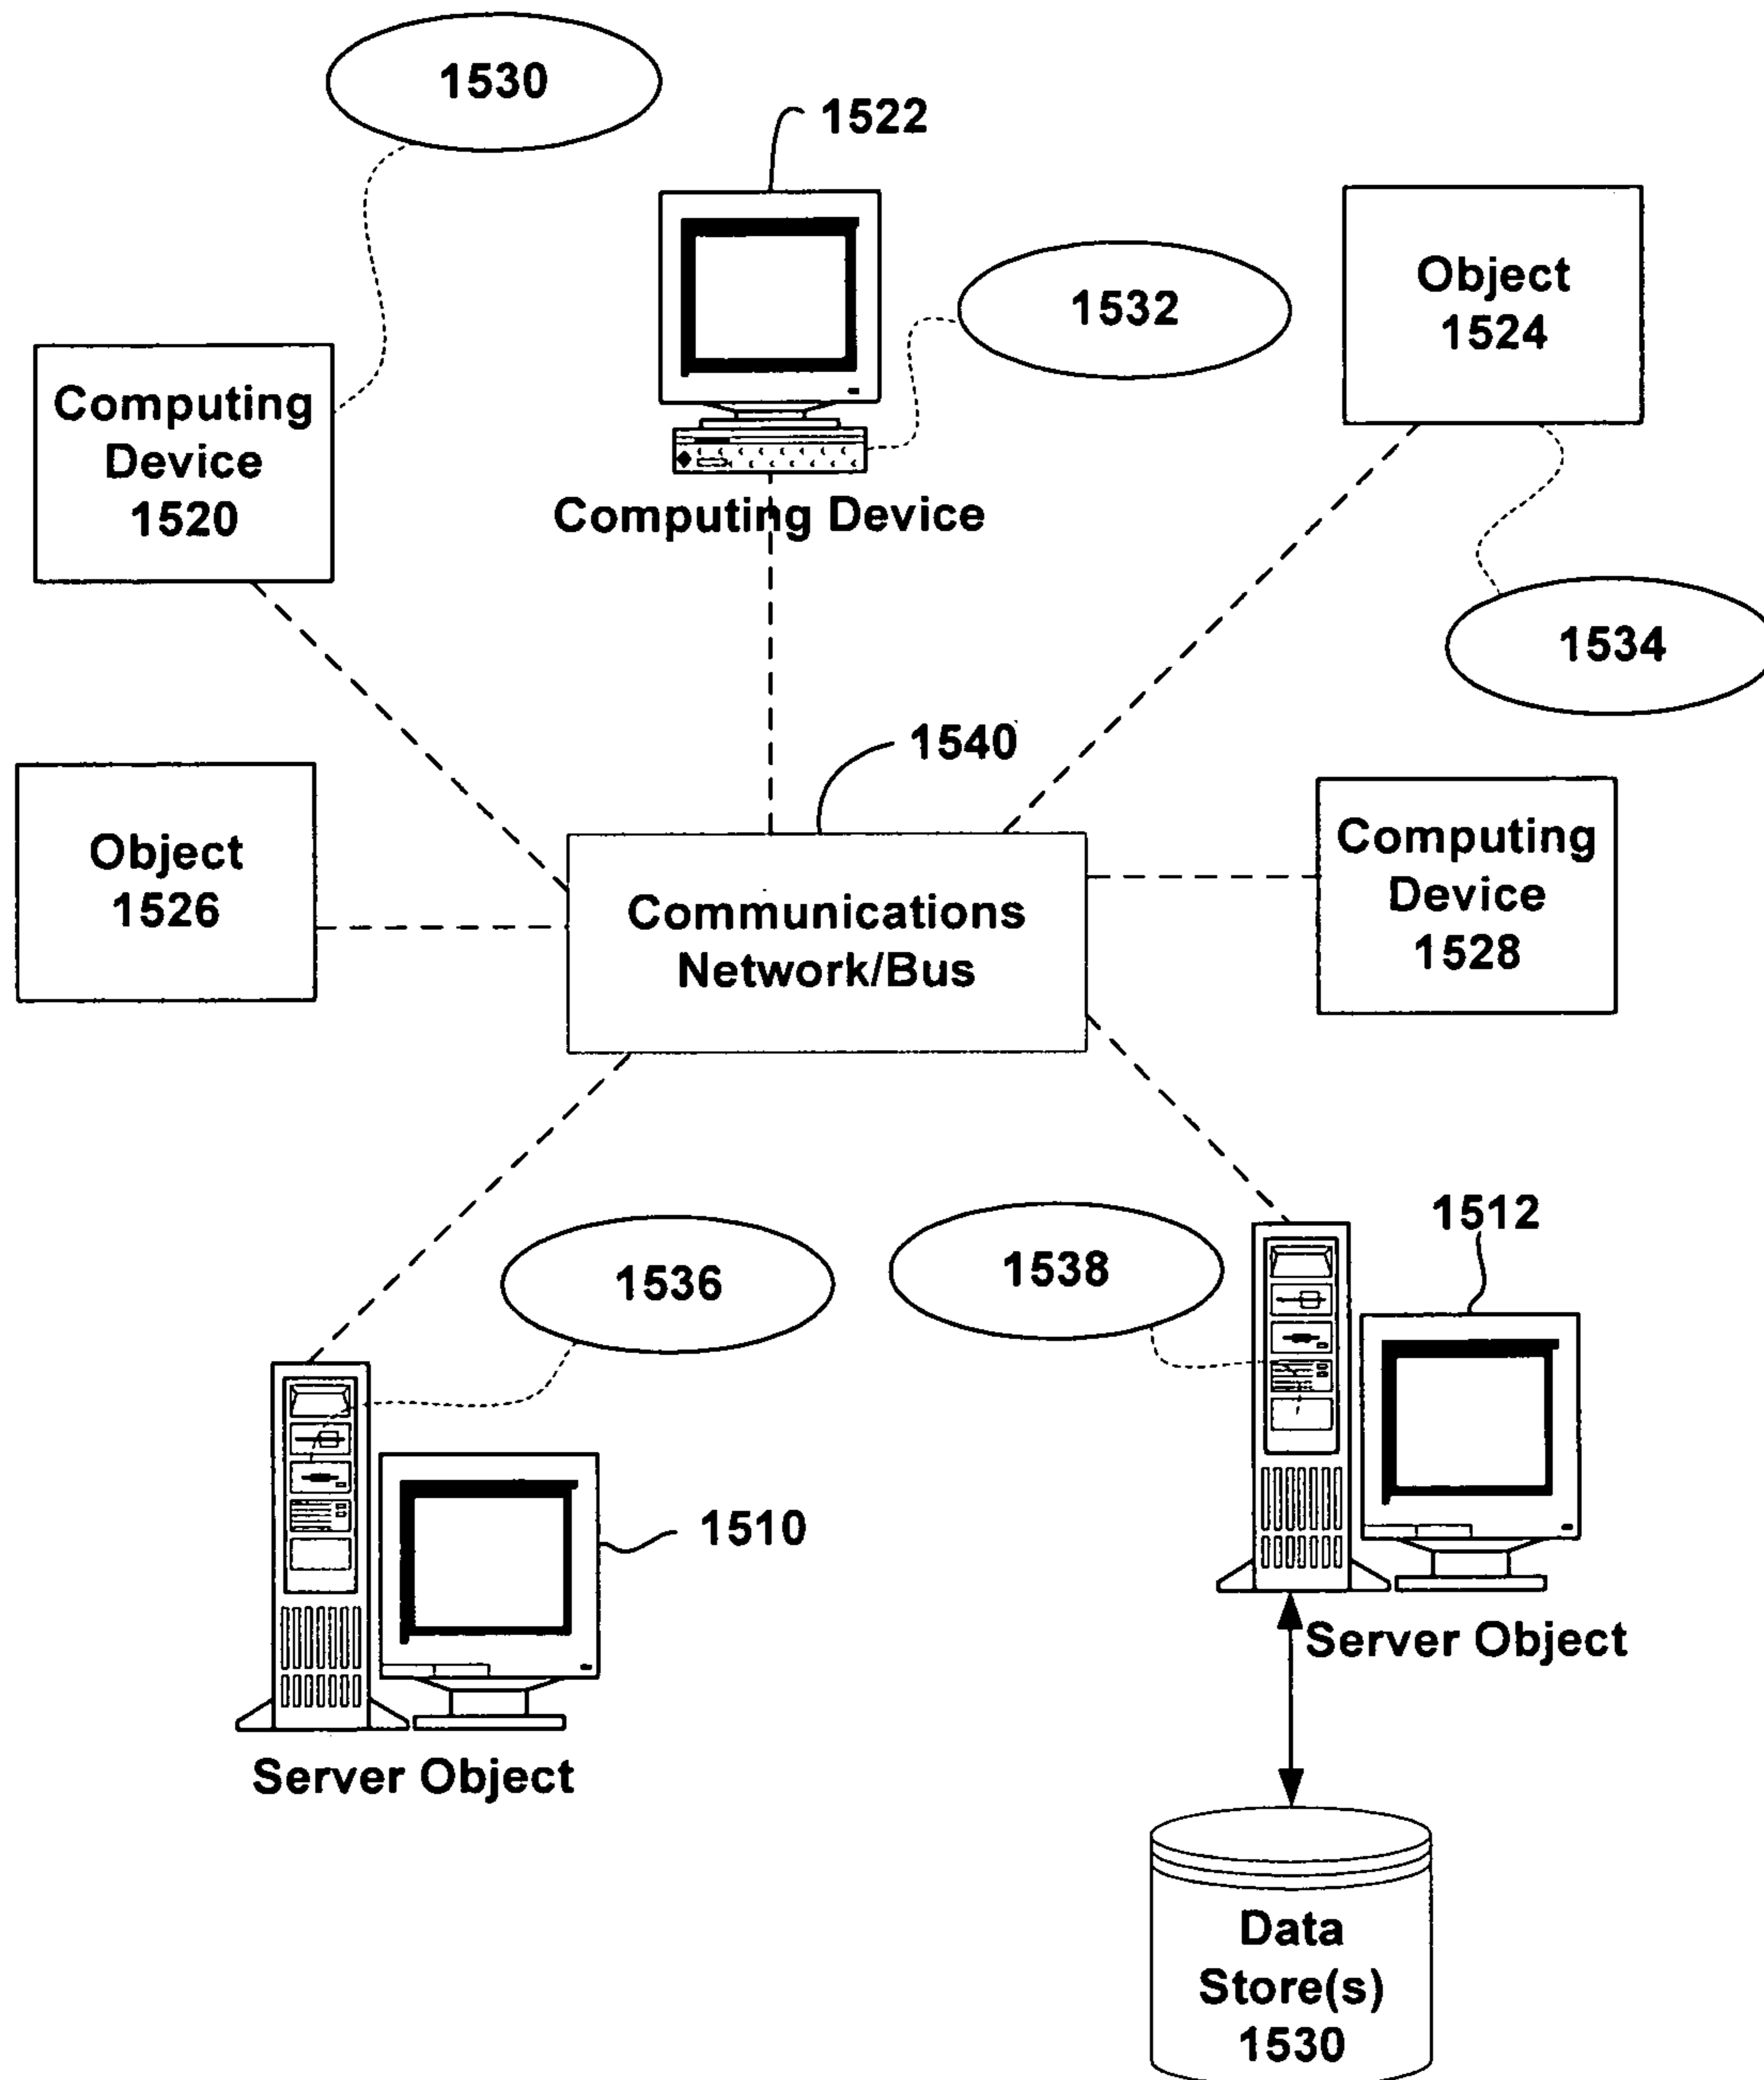 1530
1522
1532
Object
1524
Computing
Device
1520
Computing Device
1534
1540
Object
1526
Communications
Network/Bus
Computing
Device
1528
1536
1538
1512
1510
Server Object
Server Object
Data
Store(s)
1530